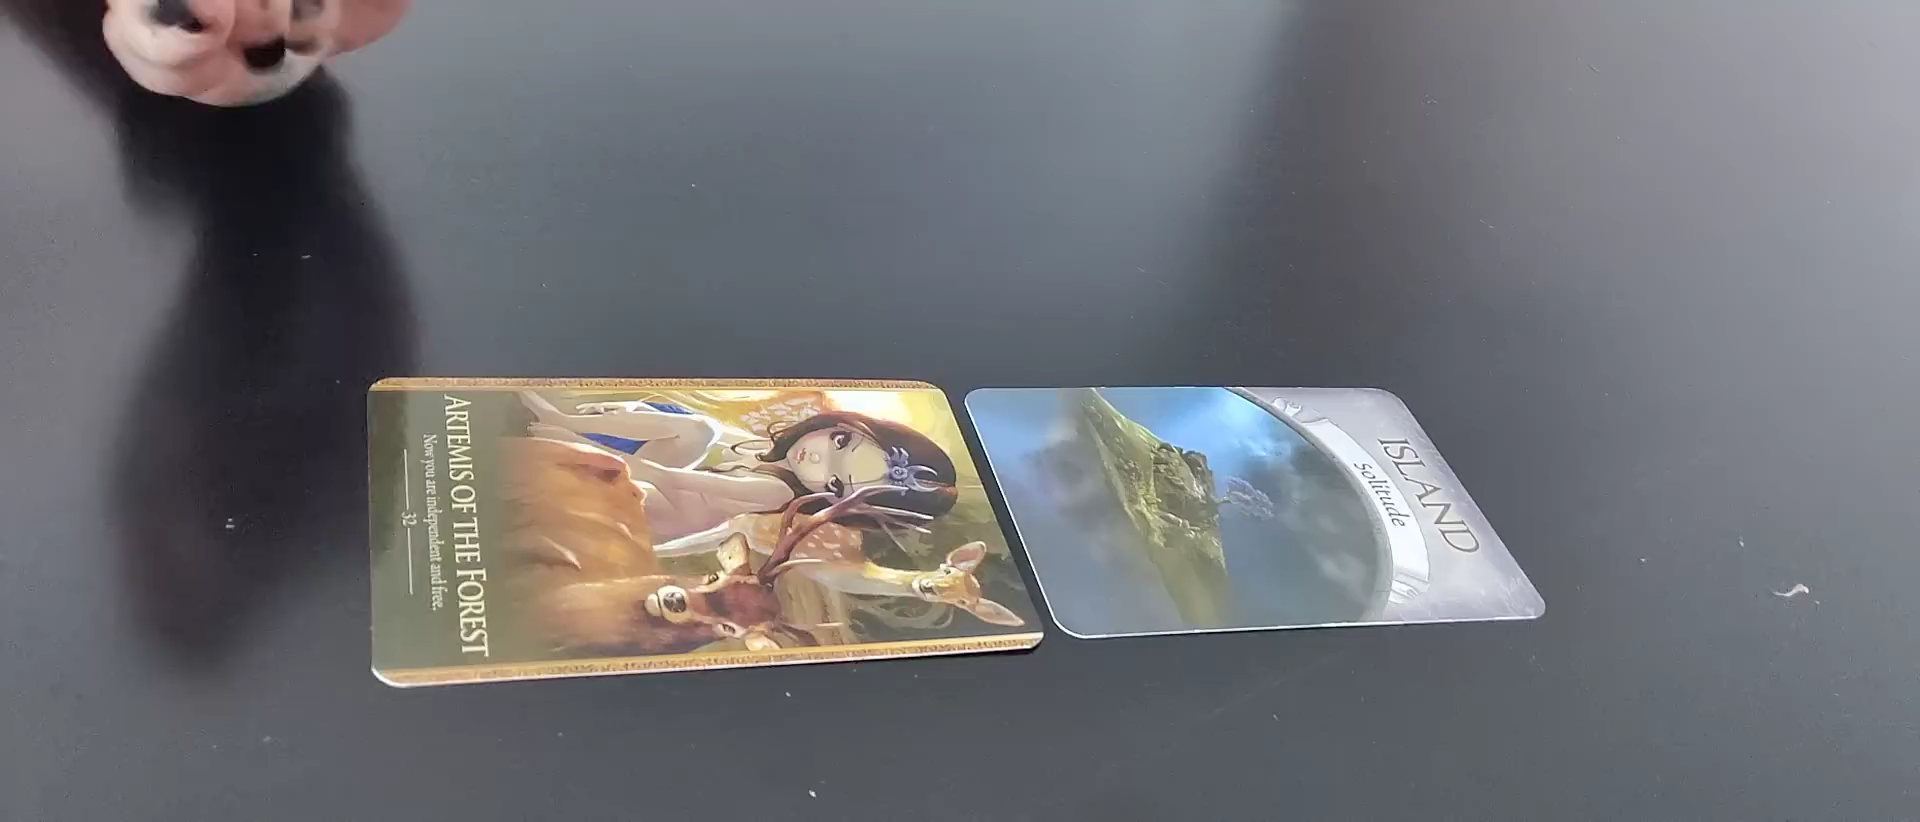 ISLAND
Solitude
ARTEMIS OF THE FOREST
Now you are independent and free.
32